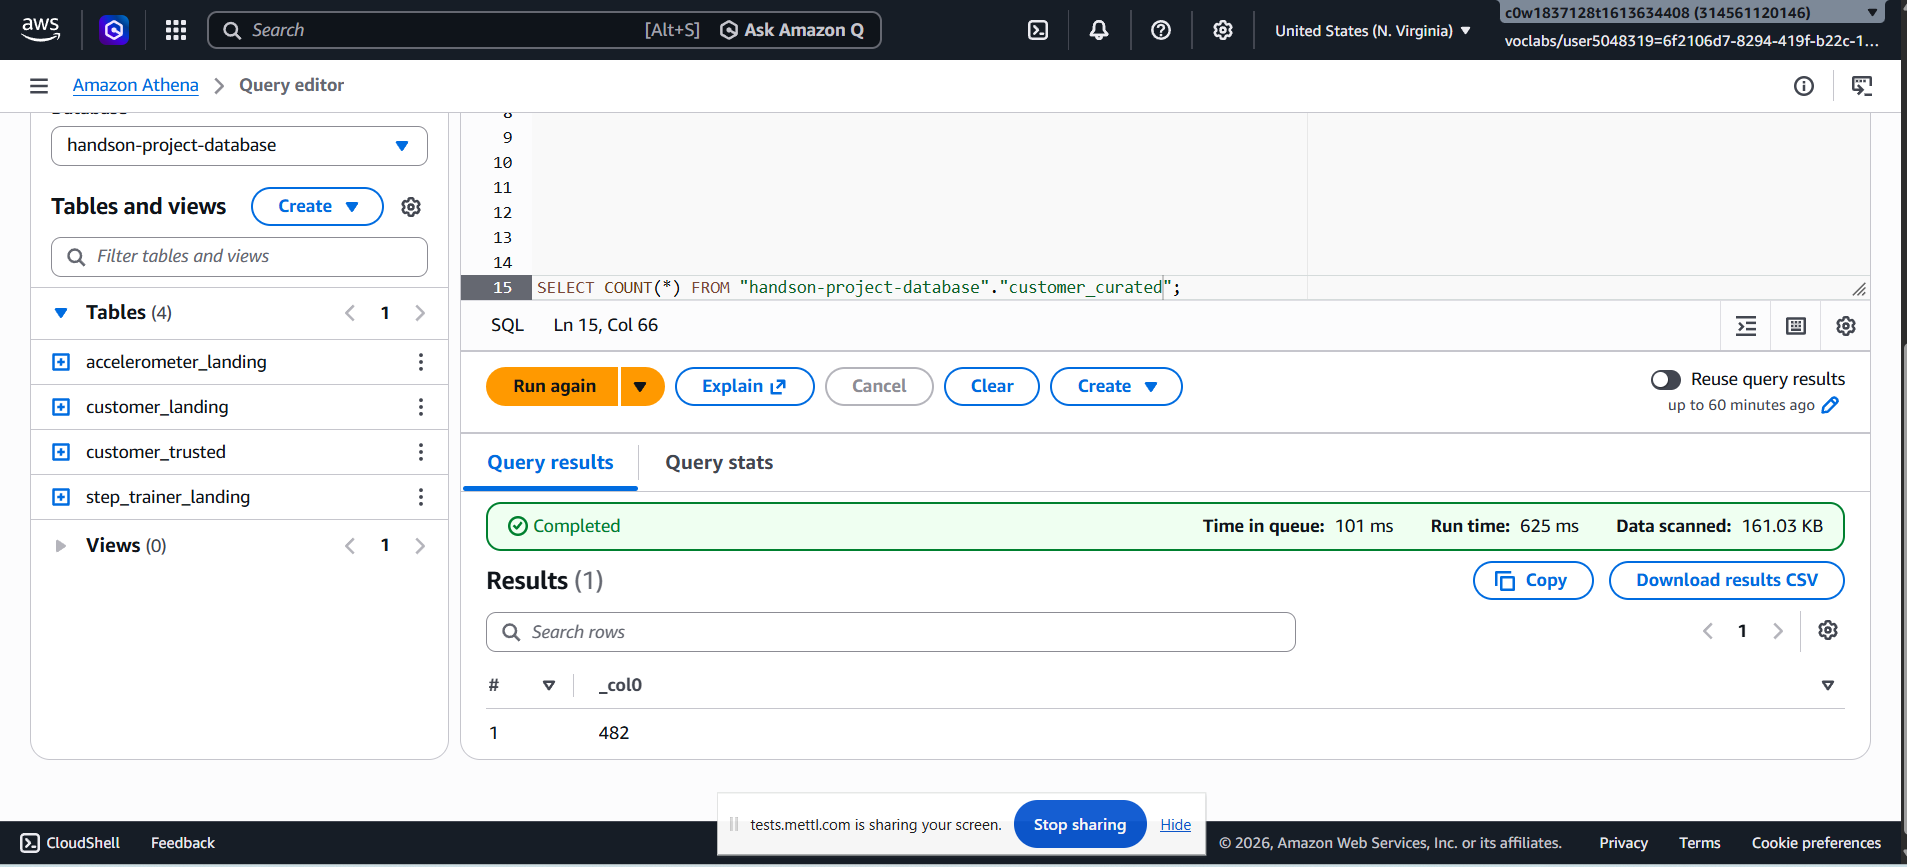 aws
Search
[Alt+S]
Ask Amazon Q
United States (N. Virginia)
c0w1837128t1613634408 (314561120146)
voclabs/user5048319=6f2106d7-8294-419f-b22c-1...
Amazon Athena
Query editor
Database
handson-project-database
Tables and views
Create
Filter tables and views
Tables (4)
1
accelerometer_landing
customer_landing
customer_trusted
step_trainer_landing
Views (0)
1
8
9
10
11
12
13
14
15 SELECT COUNT(*) FROM "handson-project-database"."customer_curated";
SQL Ln 15, Col 66
Run again
Explain
Cancel
Clear
Create
Reuse query results
up to 60 minutes ago
Query results
Query stats
Completed
Time in queue: 101 ms Run time: 625 ms Data scanned: 161.03 KB
Results (1)
Copy
Download results CSV
Search rows
1
# _col0
1 482
tests.mettl.com is sharing your screen.
Stop sharing
Hide
CloudShell
Feedback
© 2026, Amazon Web Services, Inc. or its affiliates.
Privacy
Terms
Cookie preferences